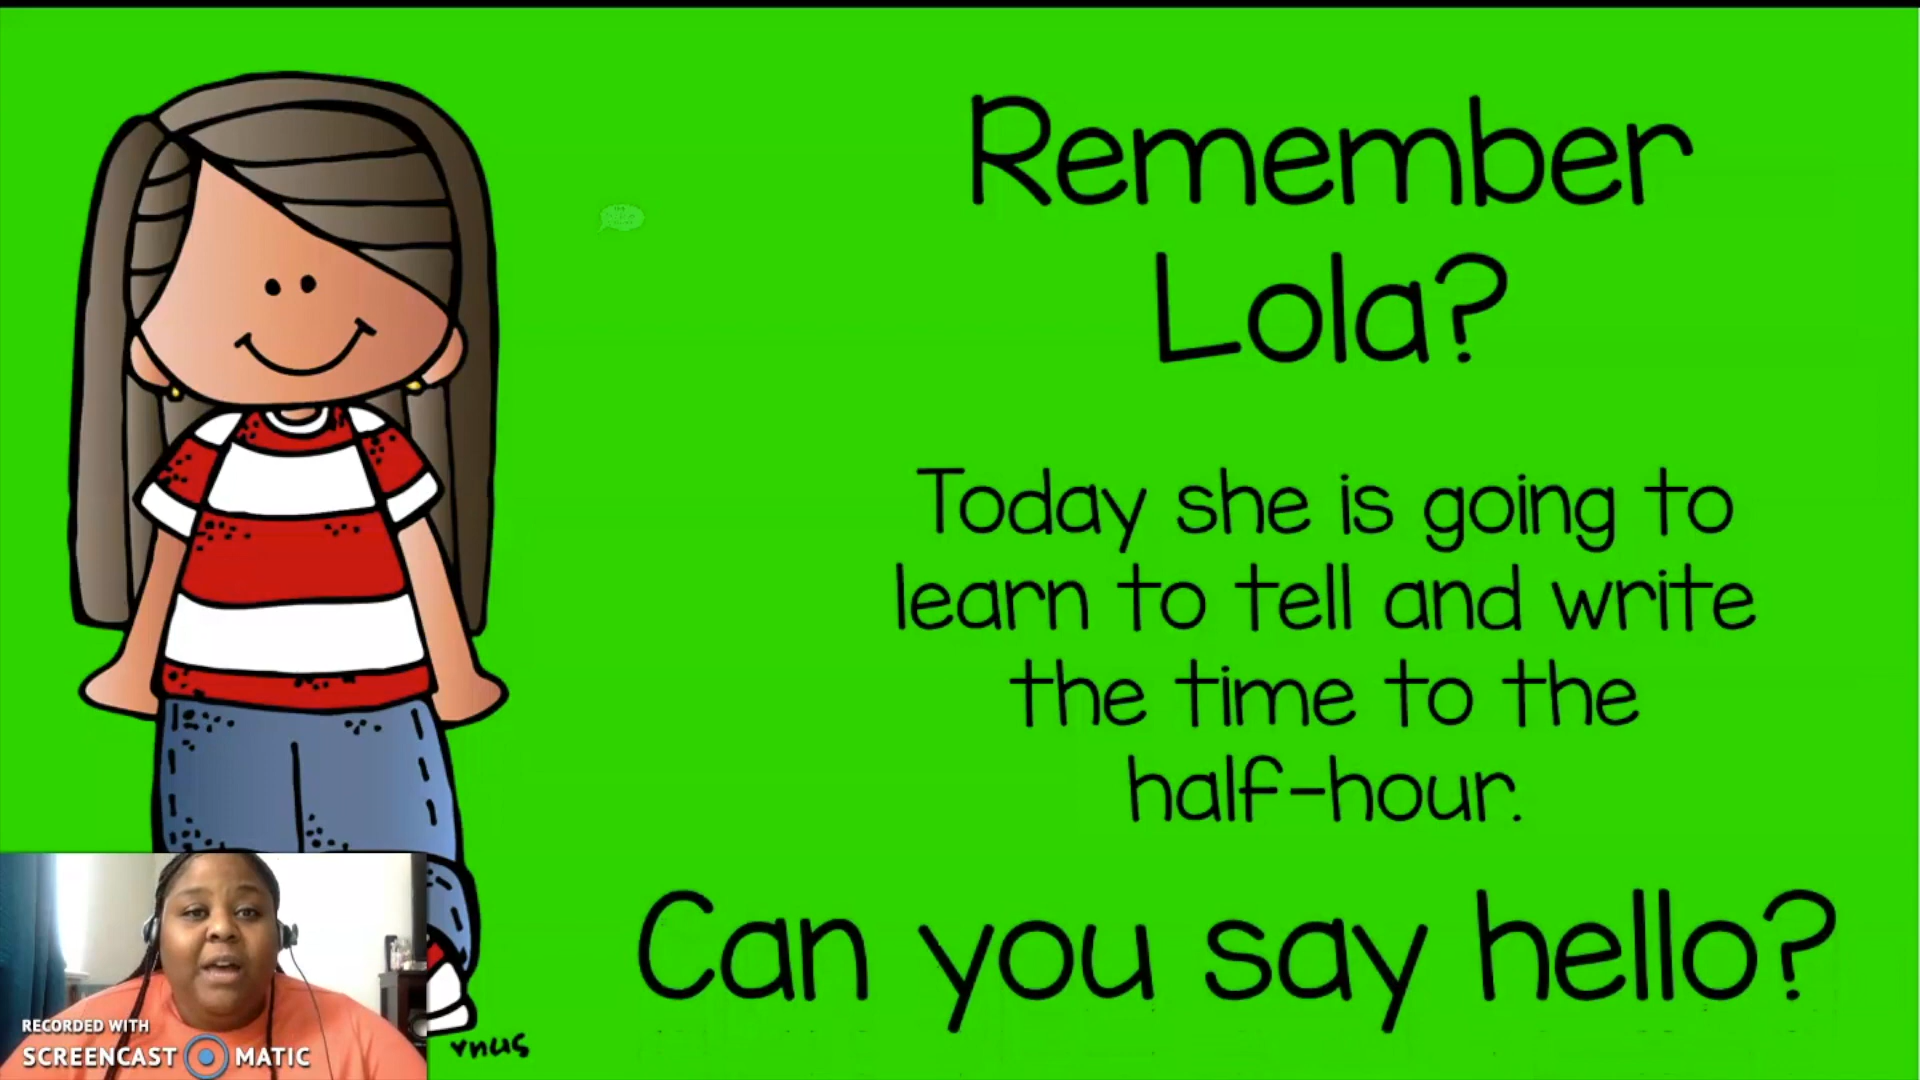 Remember
Lola?
Today she is going to
learn to tell and write
the time to the
half-hour.
Can you say hello?
RECORDED WITH
SCREENCAST MATIC